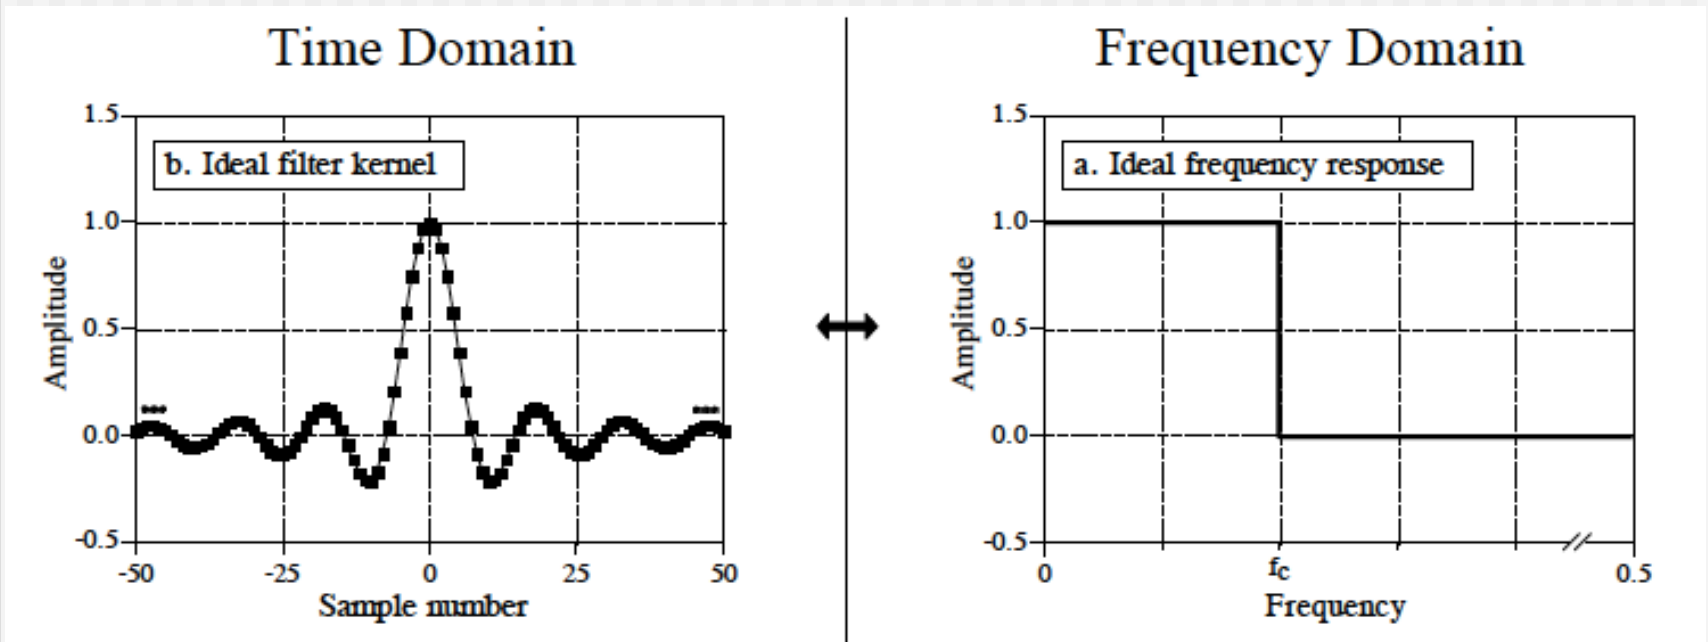 Time Domain
1.5
b. Ideal filter kernel
1.0
0.5
0.0
-0.5
-50
-25
0
25
50
Amplitude
Sample number
Frequency Domain
1.5
a. Ideal frequency response
1.0
0.5
0.0
-0.5
0
fc
0.5
Amplitude
Frequency